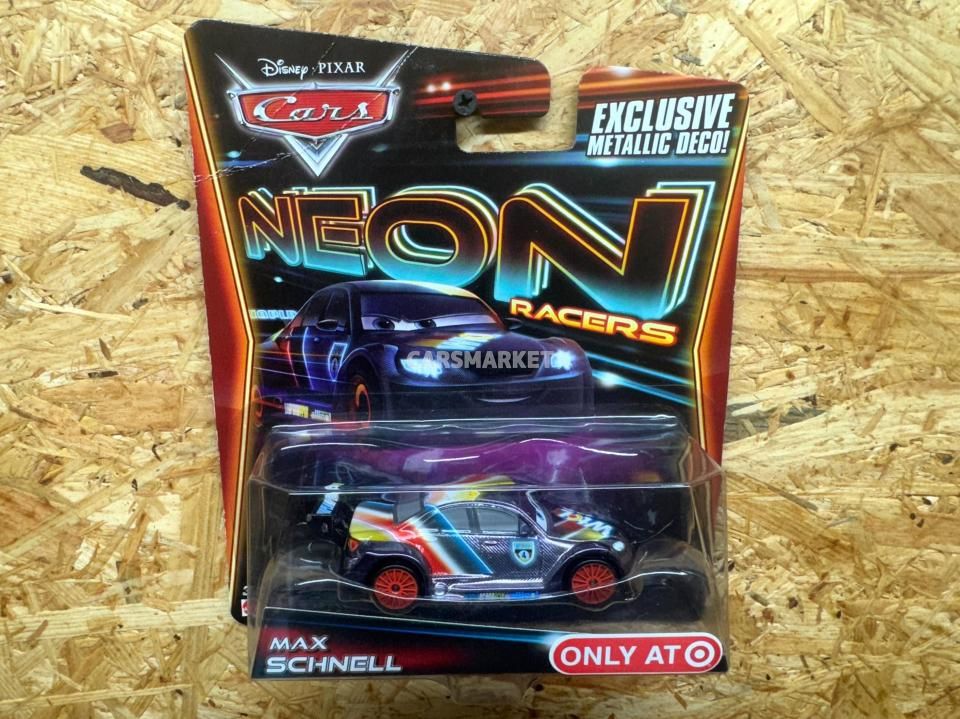 Disney · PIXAR
Cars
EXCLUSIVE
METALLIC DECO!
NEON
RACERS
CARSMARKET
MAX
SCHNELL
ONLY AT